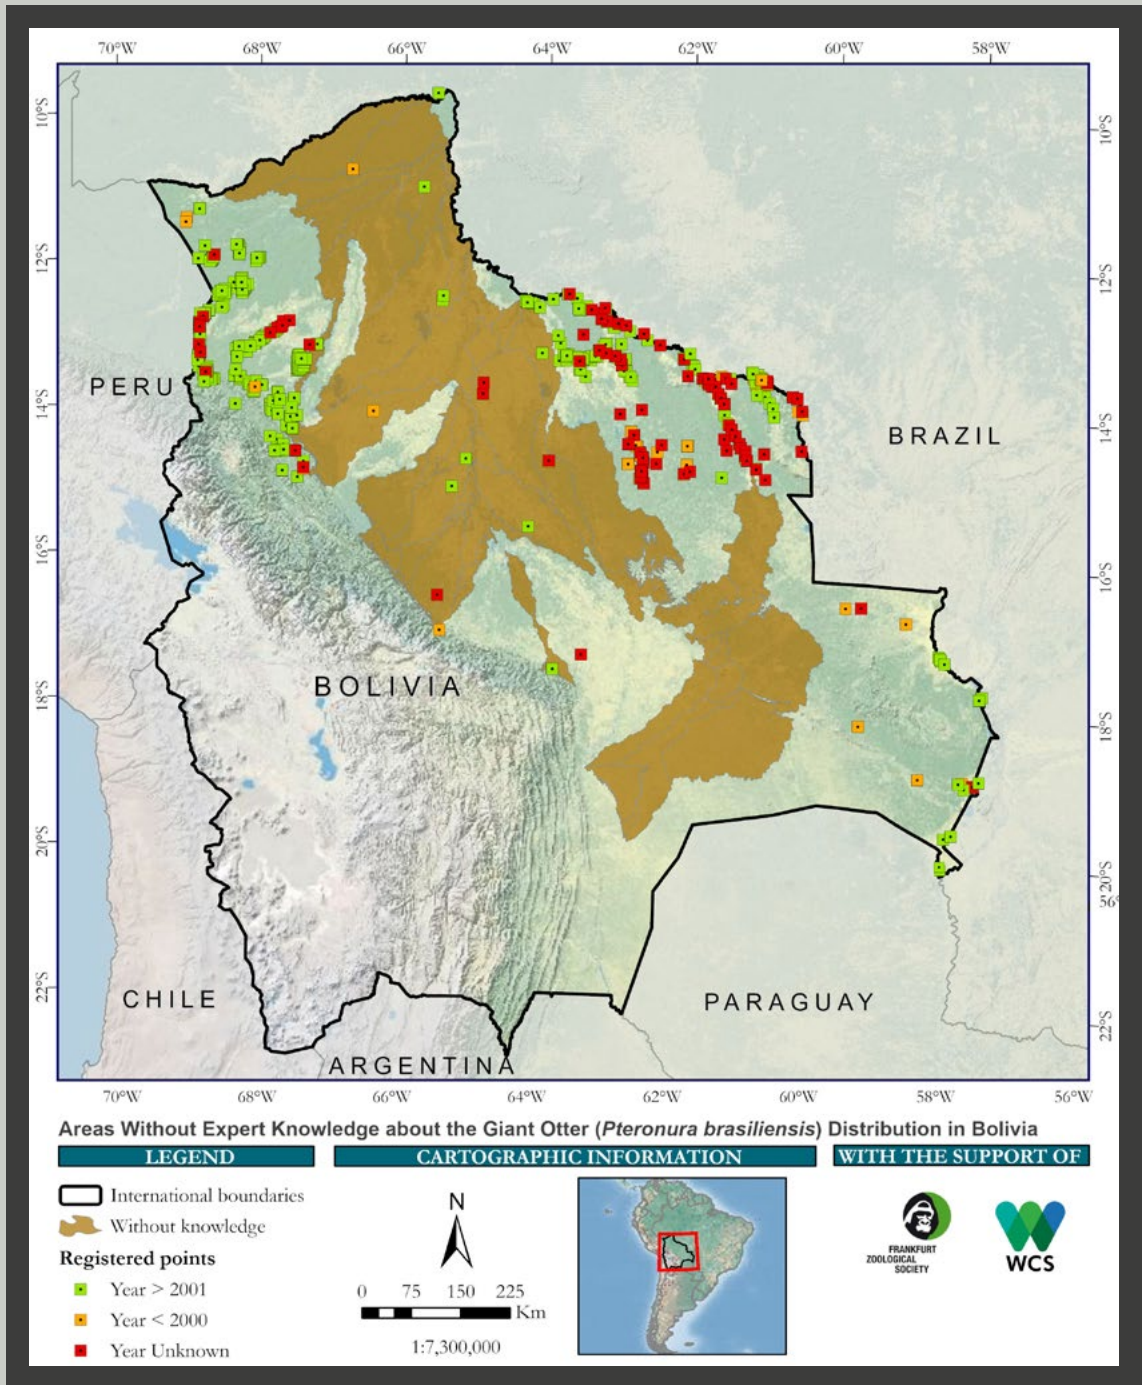 70°W 68°W 66°W 64°W 62°W 60°W 58°W
10°S 10°S
12°S 12°S
14°S 14°S
16°S 16°S
18°S 18°S
20°S 20°S
56°
22°S 22°S
PERU
BRAZIL
BOLIVIA
CHILE
PARAGUAY
ARGENTINA
70°W 68°W 66°W 64°W 62°W 60°W 58°W 56°W
Areas Without Expert Knowledge about the Giant Otter (Pteronura brasiliensis) Distribution in Bolivia
LEGEND
International boundaries
Without knowledge
Registered points
Year > 2001
Year < 2000
Year Unknown
CARTOGRAPHIC INFORMATION
N
0 75 150 225
Km
1:7,300,000
WITH THE SUPPORT OF
FRANKFURT
ZOOLOGICAL
SOCIETY
WCS